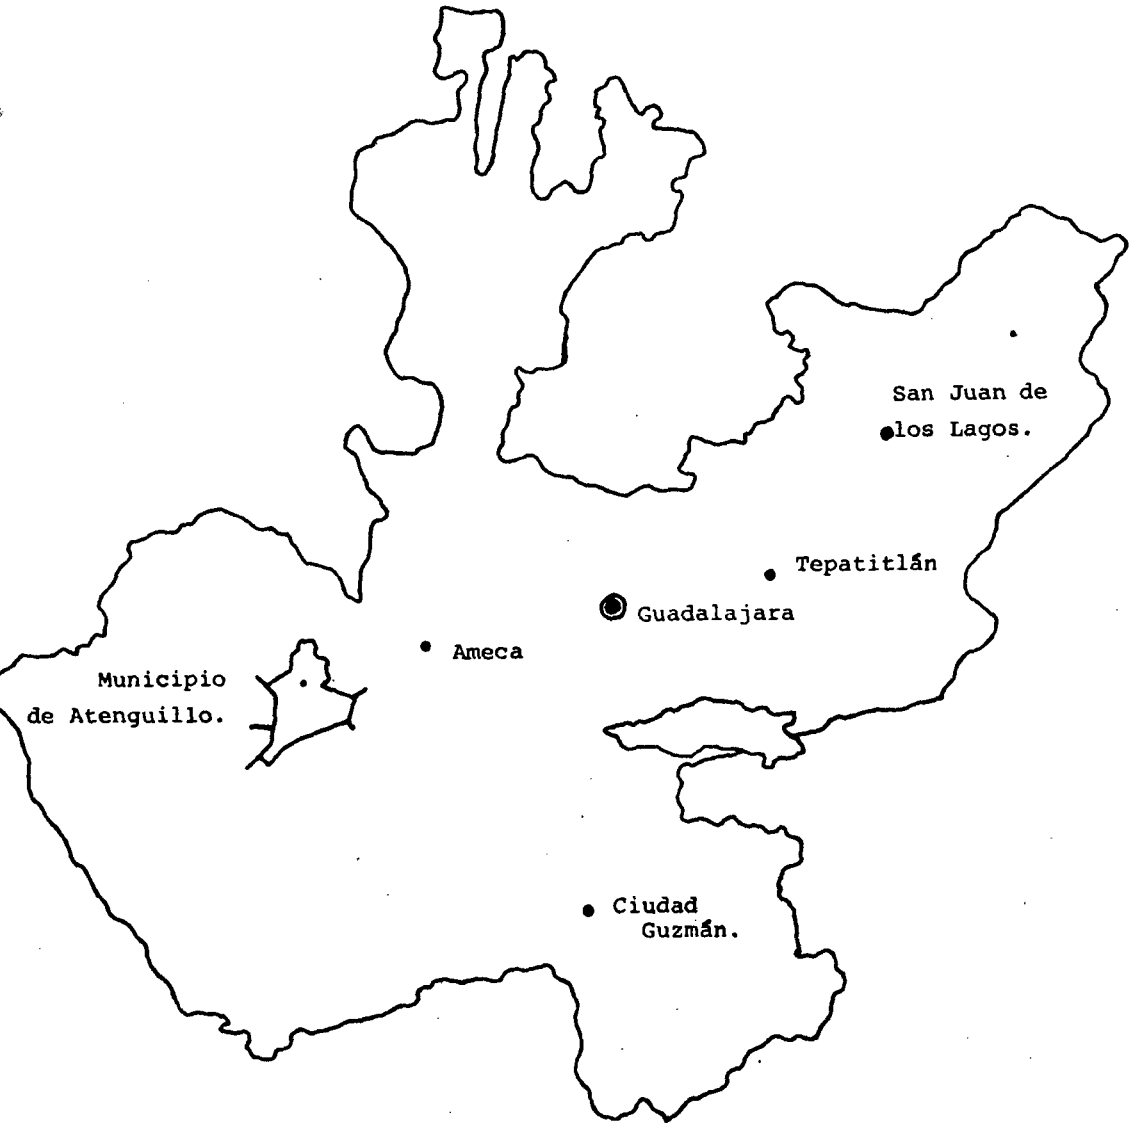 San Juan de
los Lagos.
Tepatitlán
Guadalajara
Ameca
Municipio
de Atenguillo.
Ciudad
Guzmán.